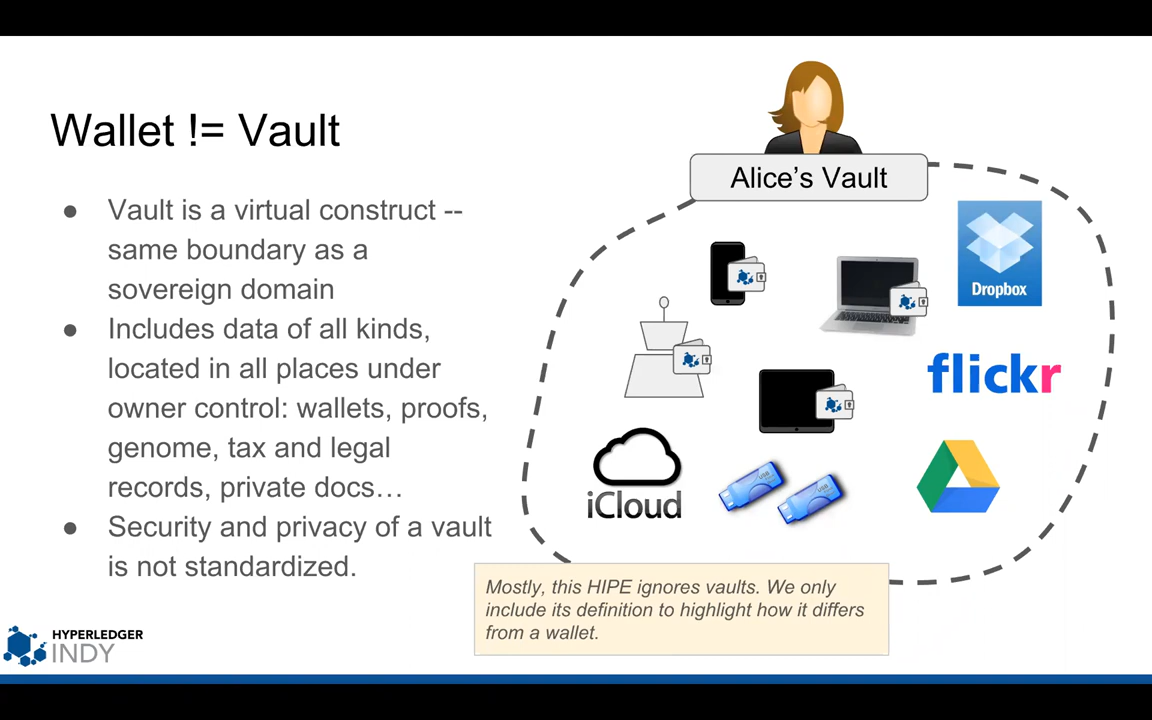 Wallet != Vault
Alice’s Vault
● Vault is a virtual construct --
same boundary as a
sovereign domain
● Includes data of all kinds,
located in all places under
owner control: wallets, proofs,
genome, tax and legal
records, private docs…
● Security and privacy of a vault
is not standardized.
Dropbox
flickr
iCloud
USB
USB
Mostly, this HIPE ignores vaults. We only
include its definition to highlight how it differs
from a wallet.
HYPERLEDGER
INDY